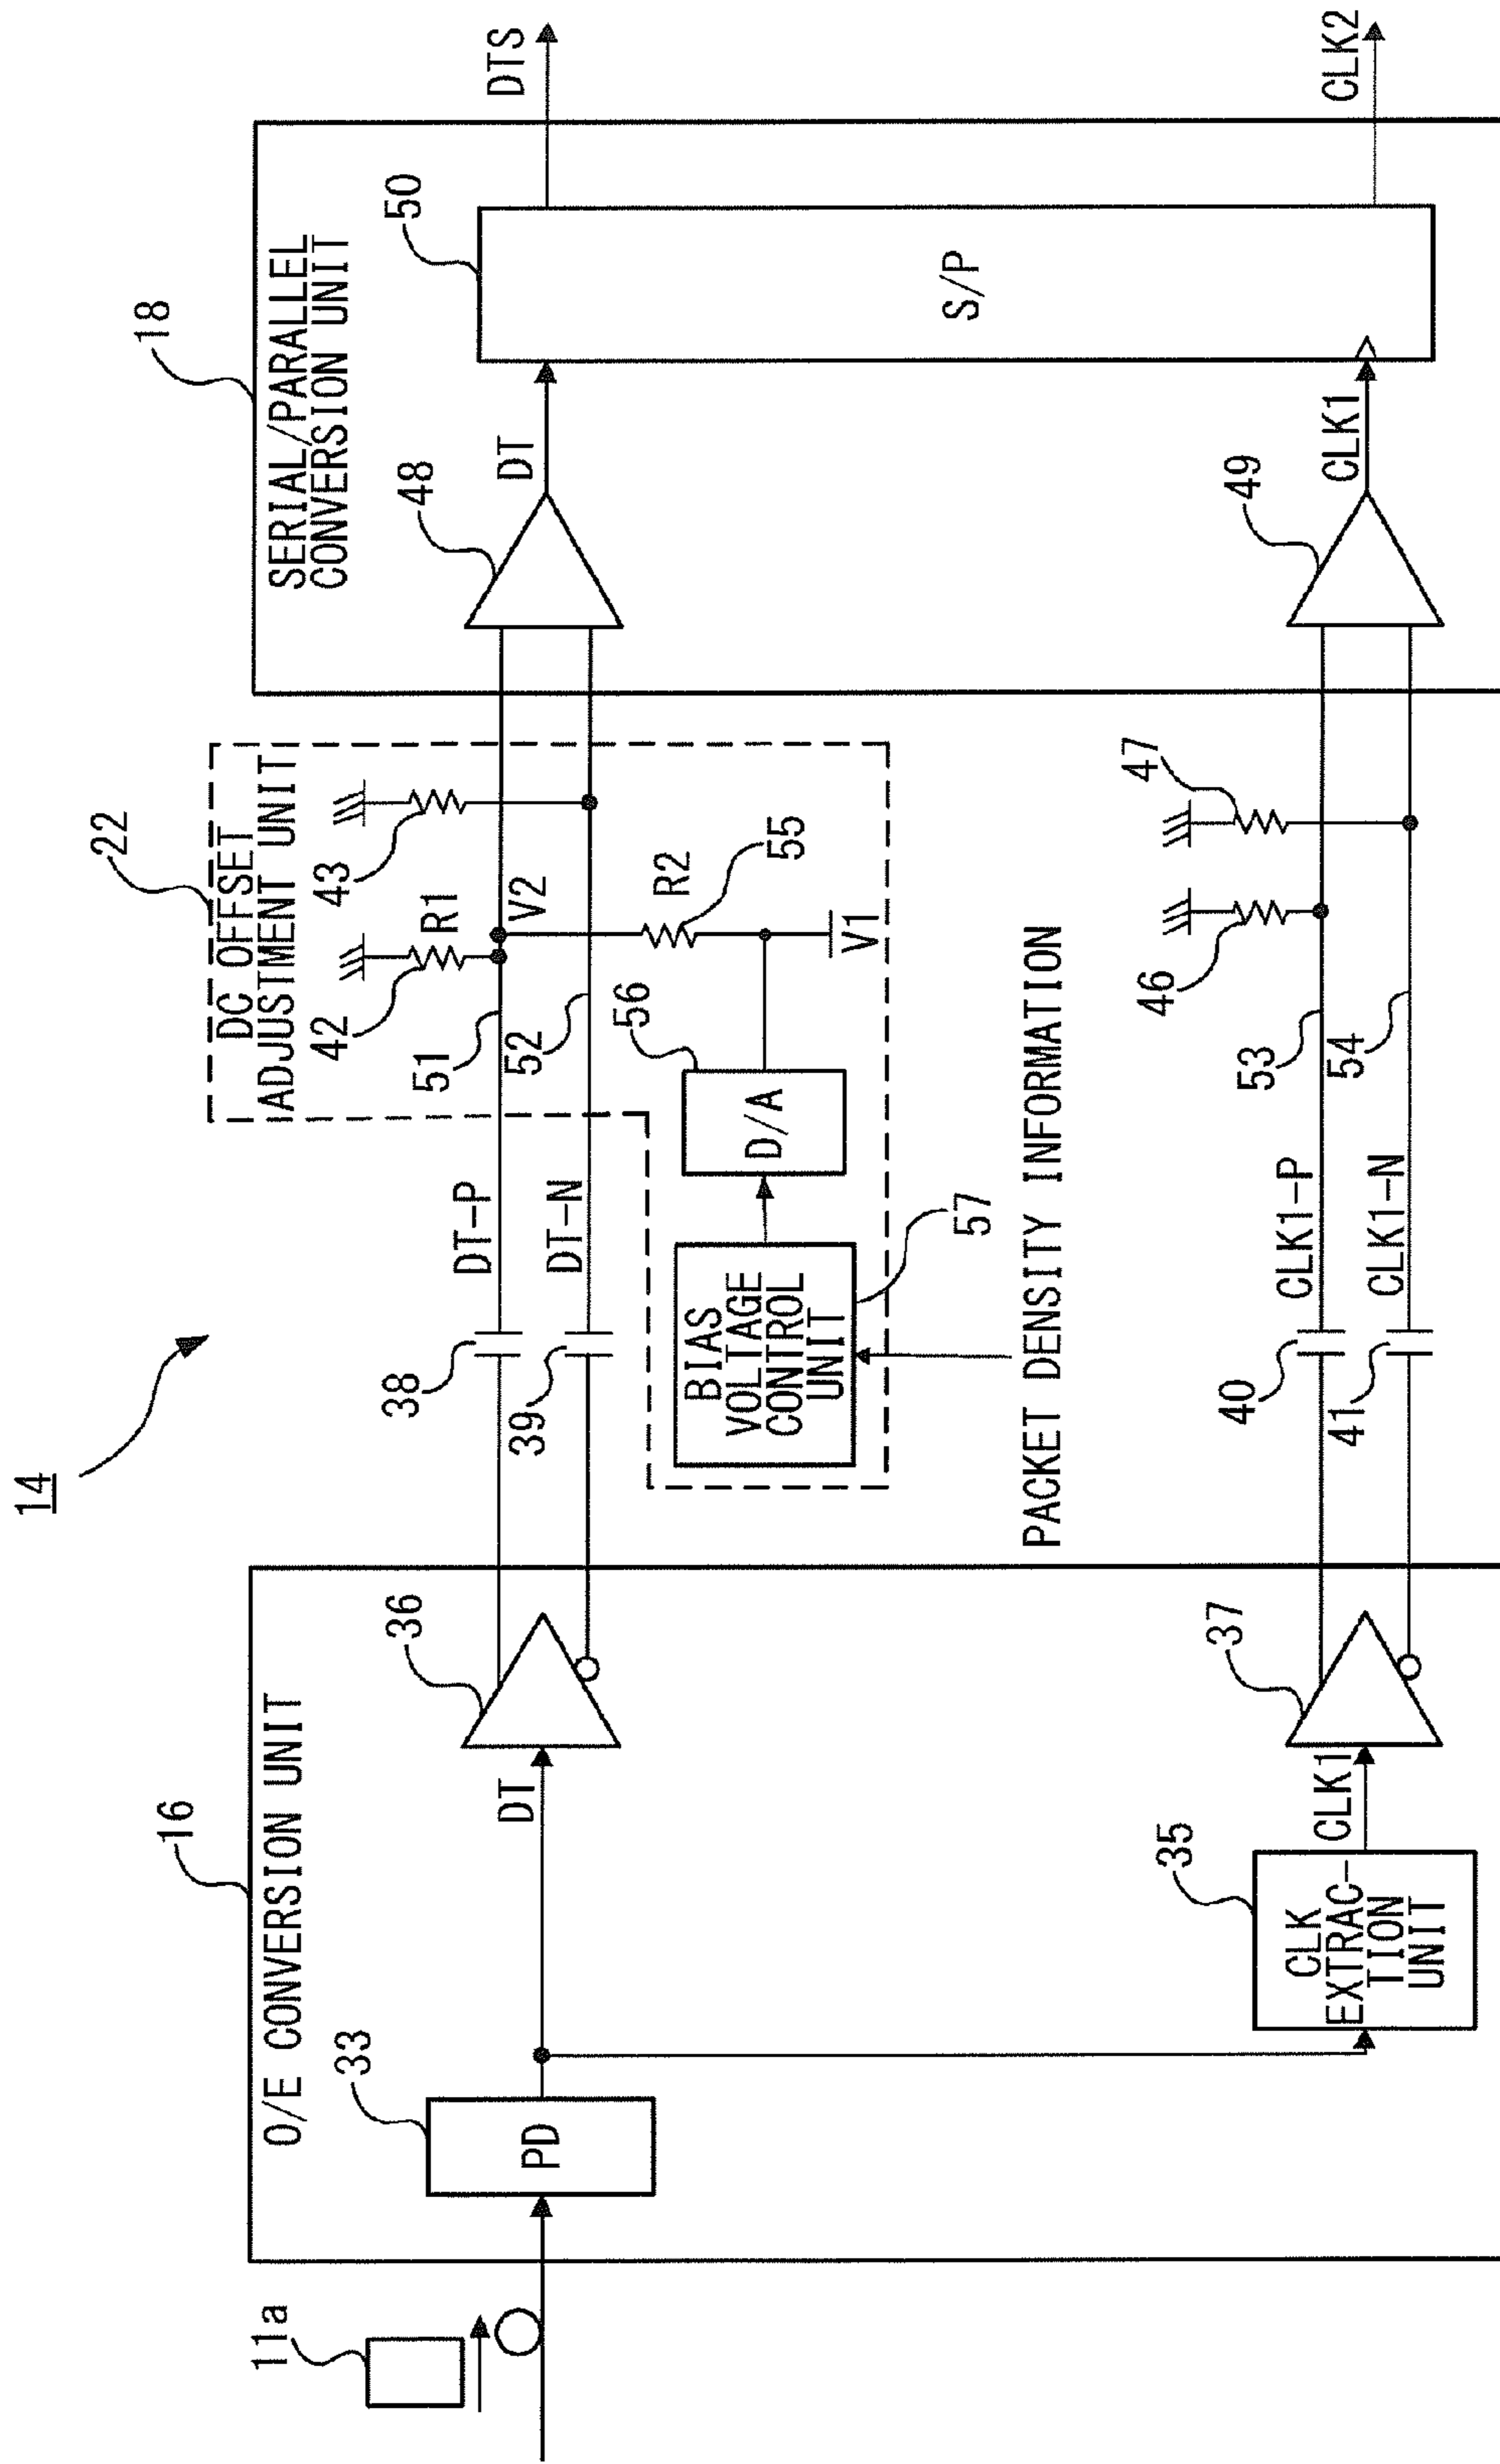 14
11a
16
O/E CONVERSION UNIT
33
PD
DT
36
35
CLK
EXTRAC-
TION
UNIT
CLK1
37
38
39
DT-P
DT-N
40
41
CLK1-P
CLK1-N
22
DC OFFSET
ADJUSTMENT UNIT
42
R1
43
51
52
V2
R2
55
V1
56
D/A
BIAS
VOLTAGE
CONTROL
UNIT
57
PACKET DENSITY INFORMATION
53
54
46
47
18
SERIAL/PARALLEL
CONVERSION UNIT
48
DT
49
CLK1
50
S/P
DTS
CLK2